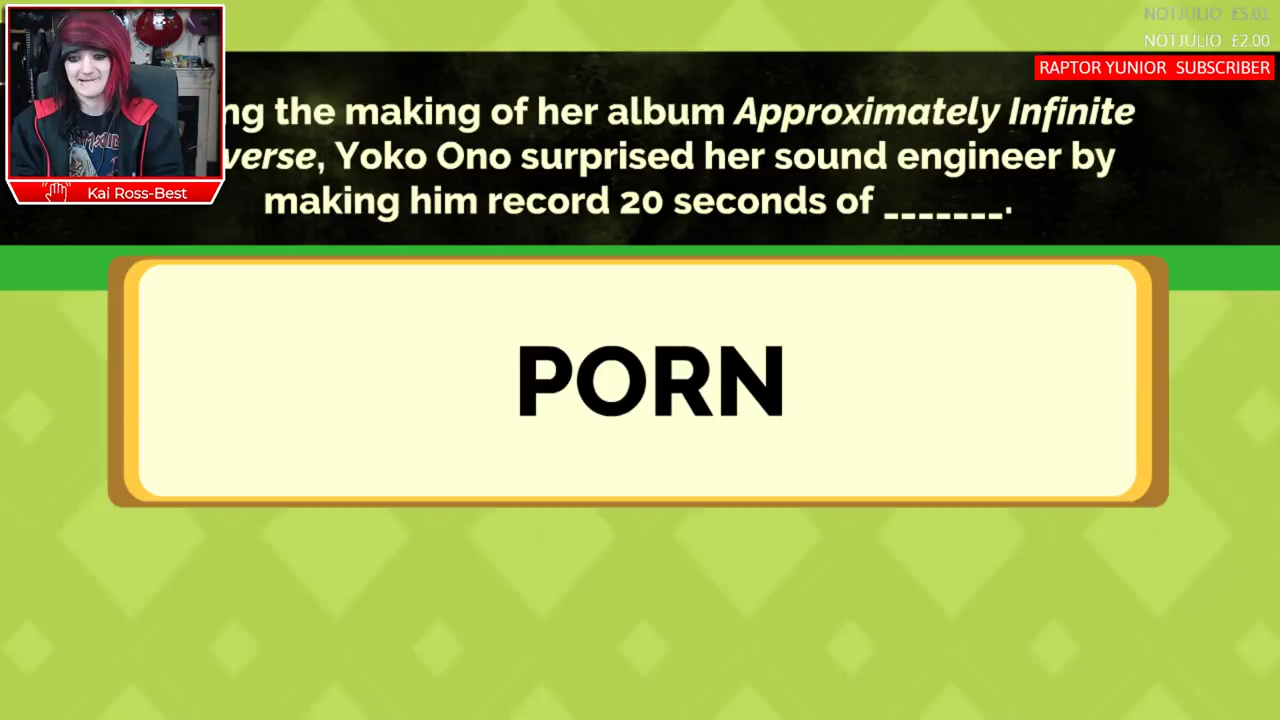 NOTJULIO £5.01
NOTJULIO £2.00
RAPTOR YUNIOR SUBSCRIBER
ng the making of her album Approximately Infinite
verse, Yoko Ono surprised her sound engineer by
making him record 20 seconds of _______.
Kai Ross-Best
PORN